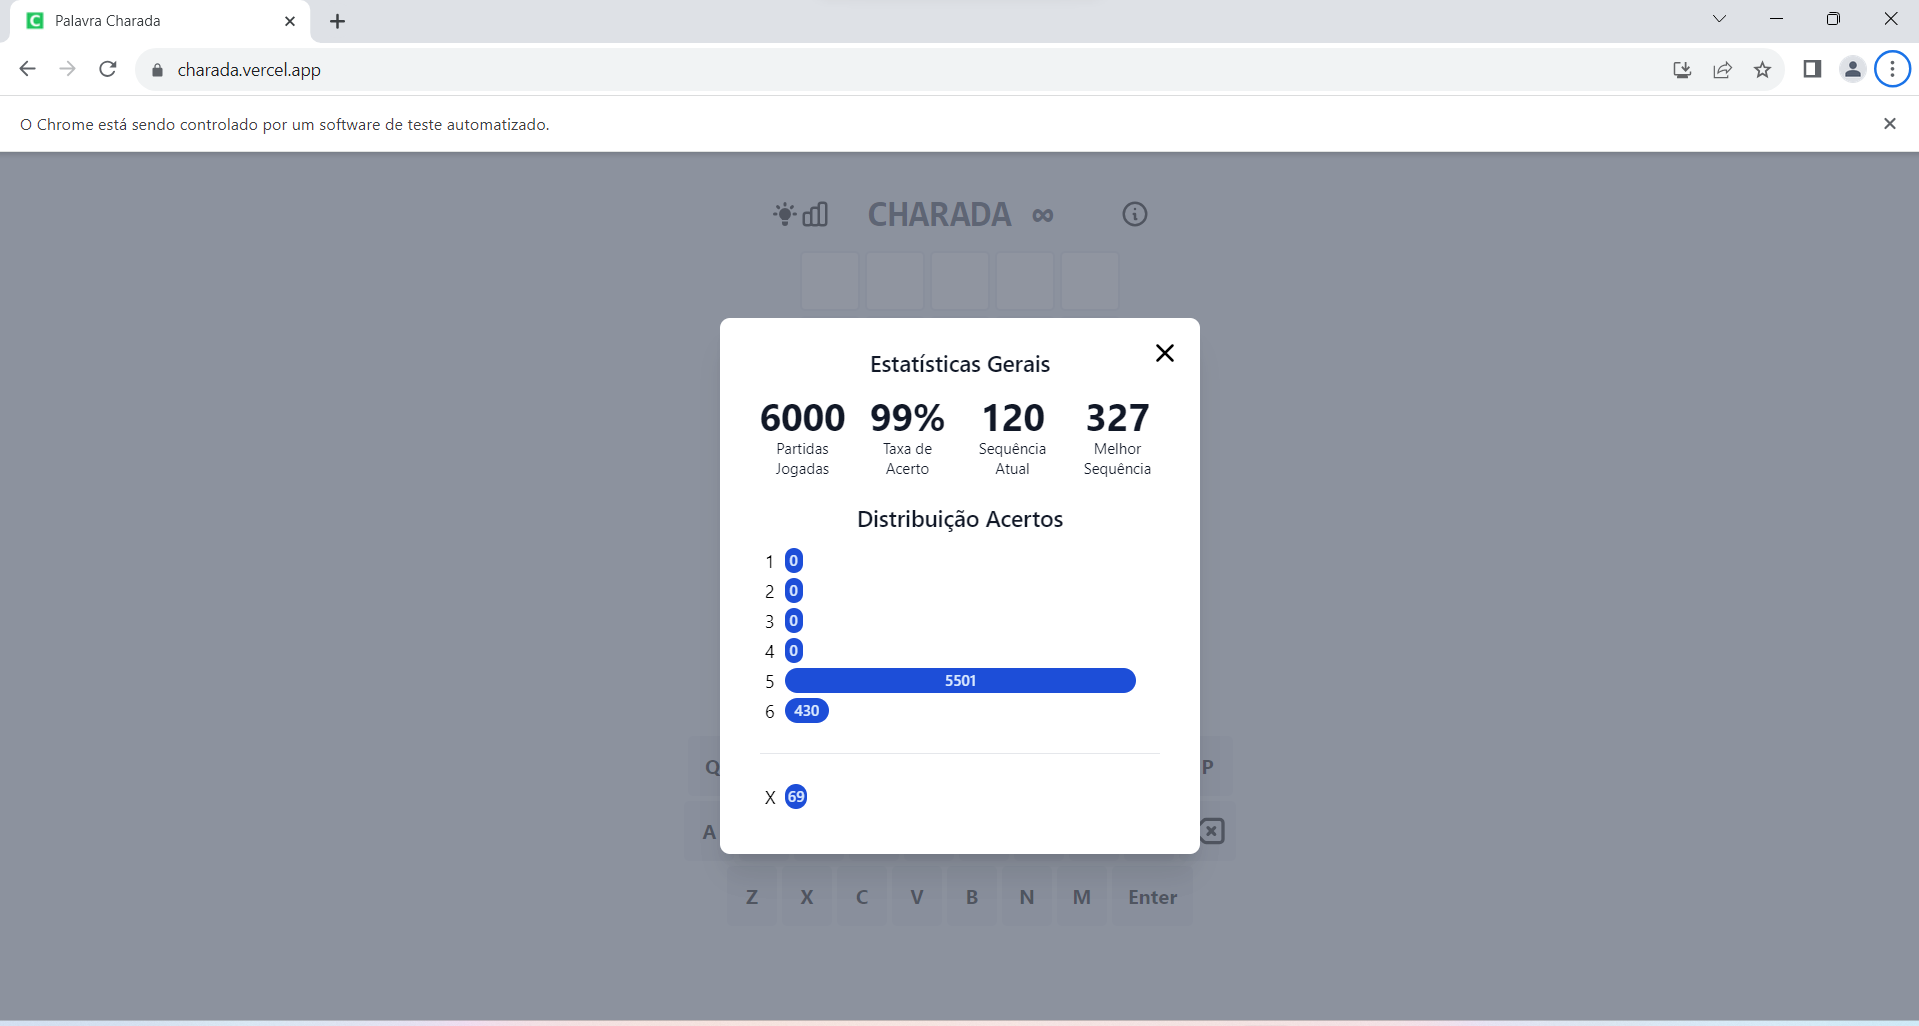 Palavra Charada
charada.vercel.app
O Chrome está sendo controlado por um software de teste automatizado.
CHARADA ∞
Estatísticas Gerais
6000 99% 120 327
Partidas Taxa de Sequência Melhor
Jogadas Acerto Atual Sequência
Distribuição Acertos
1 0
2 0
3 0
4 0
5 5501
6 430
Q P
X 69
A
Z X C V B N M Enter